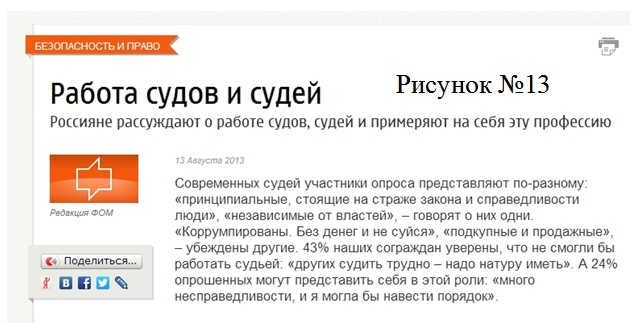 БЕЗОПАСНОСТЬ И ПРАВО
Работа судов и судей
Рисунок №13
Россияне рассуждают о работе судов, судей и примеряют на себя эту профессию
13 Августа 2013
Редакция ФОМ
Современных судей участники опроса представляют по-разному:
«принципиальные, стоящие на страже закона и справедливости
люди», «независимые от властей», – говорят о них одни.
«Коррумпированы. Без денег и не суйся», «подкупные и продажные»,
– убеждены другие. 43% наших сограждан уверены, что не смогли бы
работать судьей: «других судить трудно – надо натуру иметь». А 24%
опрошенных могут представить себя в этой роли: «много
несправедливости, и я могла бы навести порядок».
Поделиться...